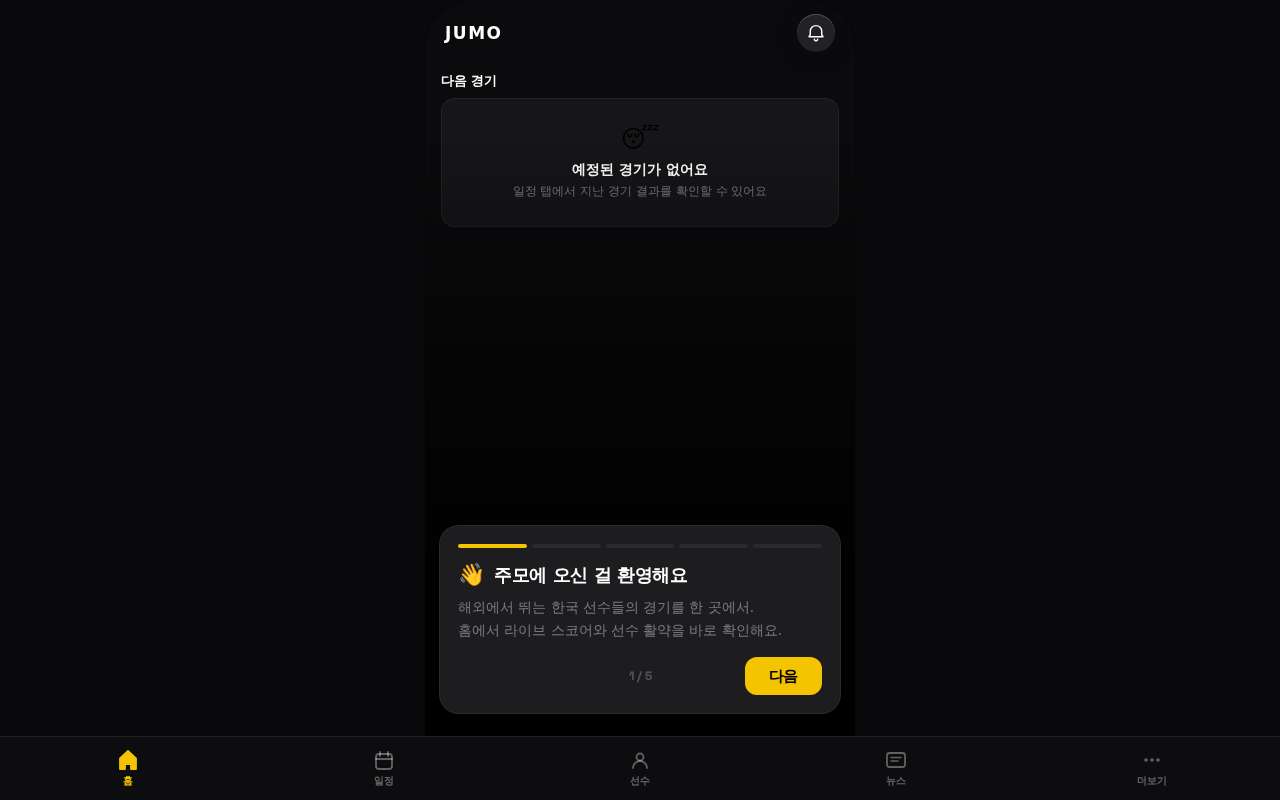 JUMO
다음 경기
예정된 경기가 없어요
일정 탭에서 지난 경기 결과를 확인할 수 있어요
👋 주모에 오신 걸 환영해요
해외에서 뛰는 한국 선수들의 경기를 한 곳에서.
홈에서 라이브 스코어와 선수 활약을 바로 확인해요.
1 / 5
다음
홈
일정
선수
뉴스
더보기